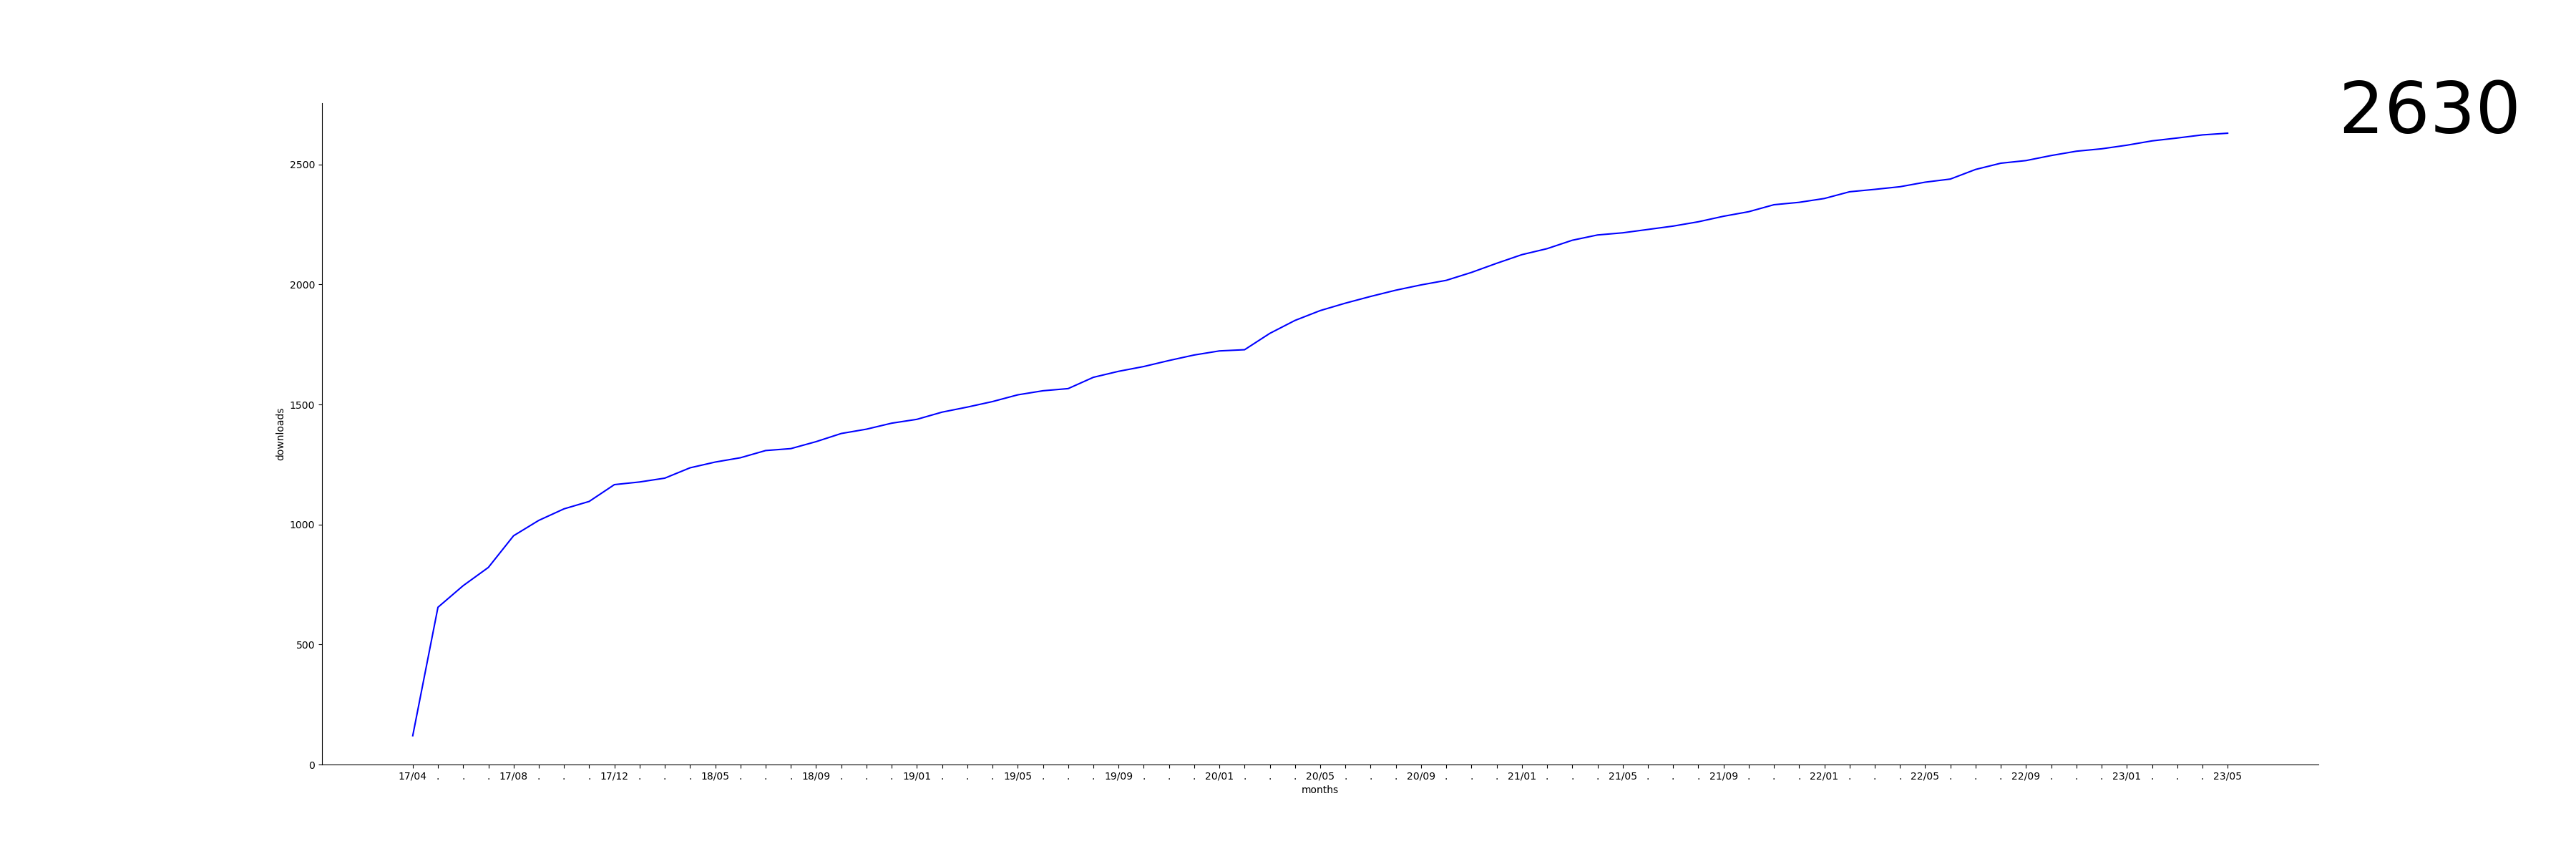 2630
2500
2000
1500
1000
500
0
downloads
17/04 . . . 17/08 . . . 17/12 . . . 18/05 . . . 18/09 . . . 19/01 . . . 19/05 . . . 19/09 . . . 20/01 . . . 20/05 . . . 20/09 . . . 21/01 . . . 21/05 . . . 21/09 . . . 22/01 . . . 22/05 . . . 22/09 . . . 23/01 . . . 23/05
months